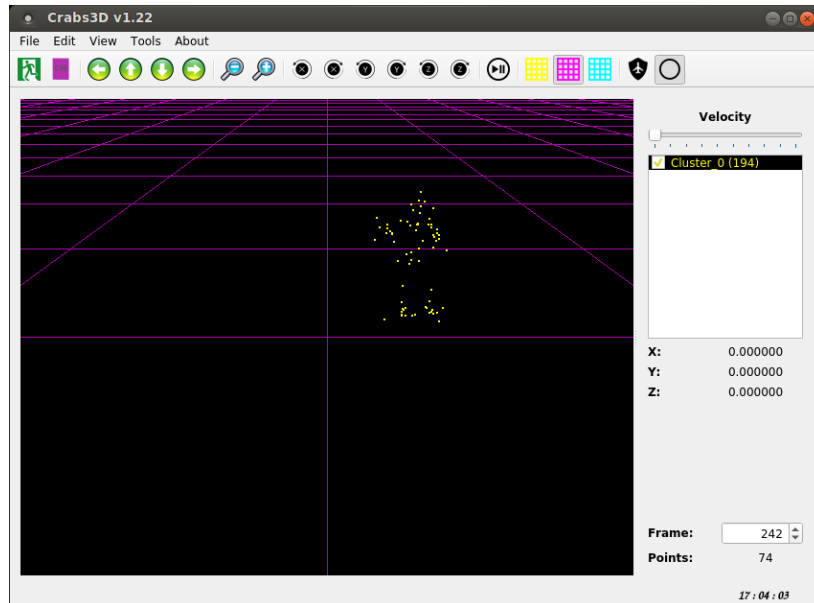 Crabs3D v1.22
File Edit View Tools About
X X Y Y Z Z
Velocity
Cluster_0 (194)
X: 0.000000
Y: 0.000000
Z: 0.000000
Frame: 242
Points: 74
17 : 04 : 03